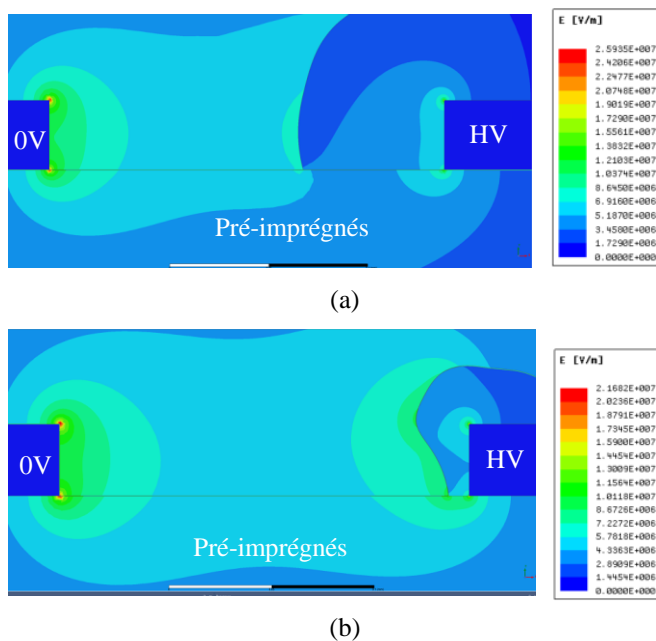 E [V/m]
2.5935E+007
2.4206E+007
2.2477E+007
2.0748E+007
1.9019E+007
1.7290E+007
1.5561E+007
1.3832E+007
1.2103E+007
1.0374E+007
8.6450E+006
6.9160E+006
5.1870E+006
3.4580E+006
1.7290E+006
0.0000E+000
0V
HV
Pré-imprégnés
(a)
E [V/m]
2.1682E+007
2.0236E+007
1.8791E+007
1.7345E+007
1.5900E+007
1.4454E+007
1.3009E+007
1.1564E+007
1.0118E+007
8.6726E+006
7.2272E+006
5.7818E+006
4.3363E+006
2.8909E+006
1.4454E+006
0.0000E+000
0V
HV
Pré-imprégnés
(b)